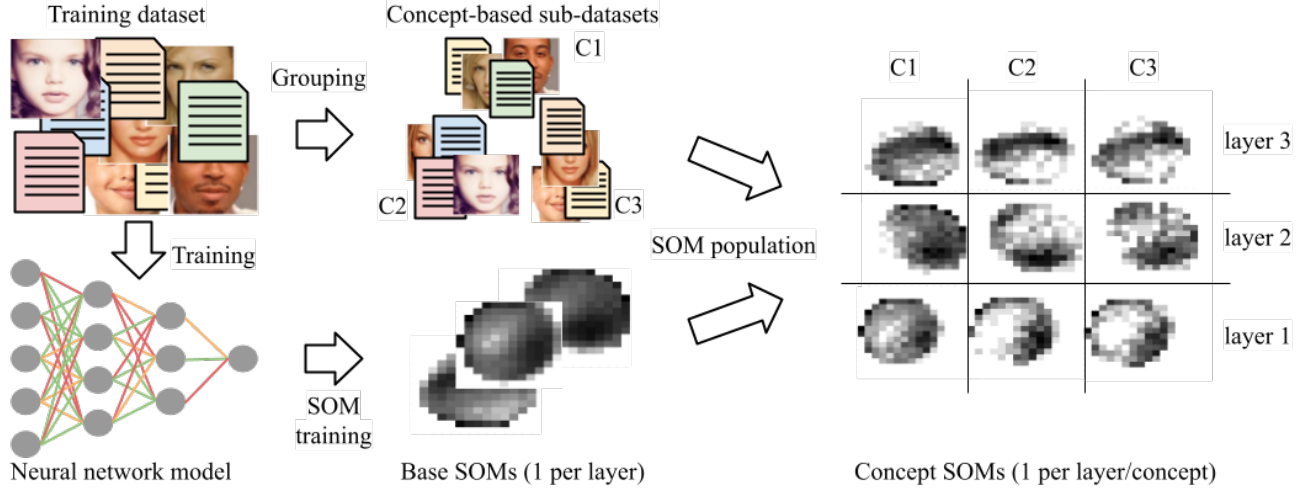 Training dataset
Concept-based sub-datasets
C1
Grouping
C2
C3
Training
SOM population
SOM
training
Neural network model
Base SOMs (1 per layer)
C1
C2
C3
layer 3
layer 2
layer 1
Concept SOMs (1 per layer/concept)